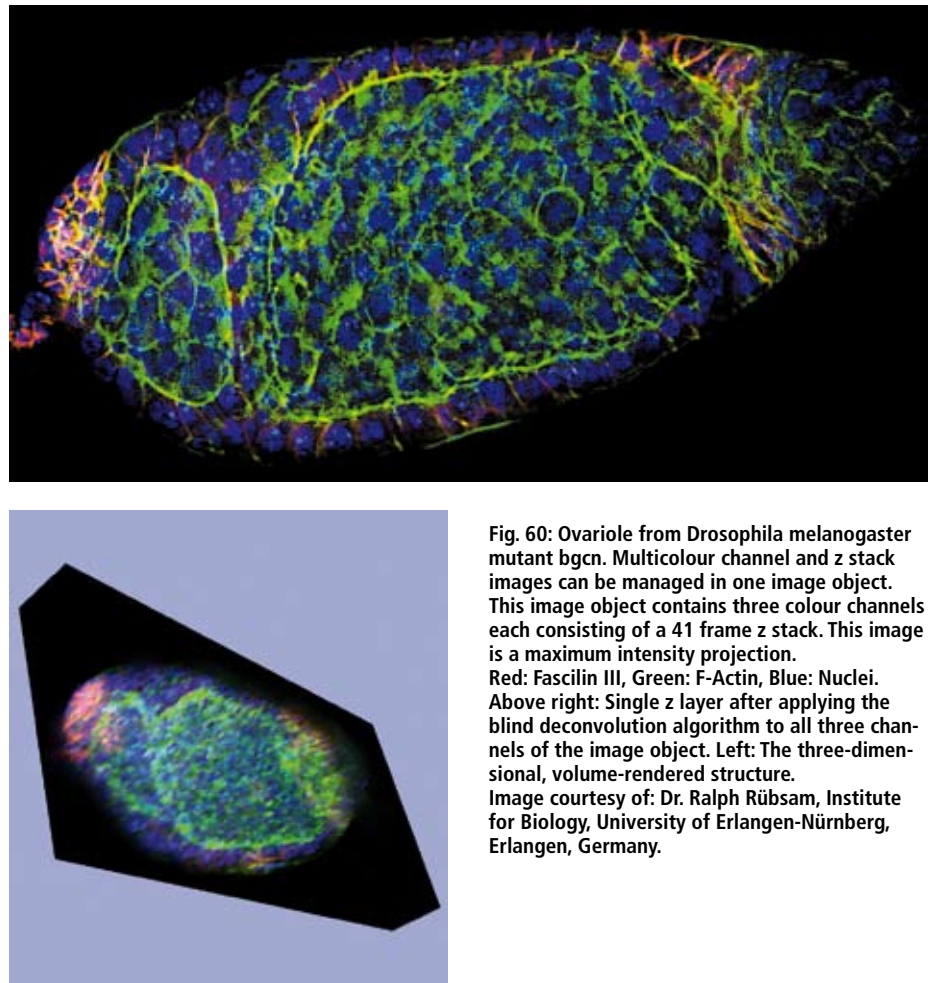 Fig. 60: Ovariole from Drosophila melanogaster
mutant bgcn. Multicolour channel and z stack
images can be managed in one image object.
This image object contains three colour channels
each consisting of a 41 frame z stack. This image
is a maximum intensity projection.
Red: Fascilin III, Green: F-Actin, Blue: Nuclei.
Above right: Single z layer after applying the
blind deconvolution algorithm to all three chan-
nels of the image object. Left: The three-dimen-
sional, volume-rendered structure.
Image courtesy of: Dr. Ralph Rübsam, Institute
for Biology, University of Erlangen-Nürnberg,
Erlangen, Germany.